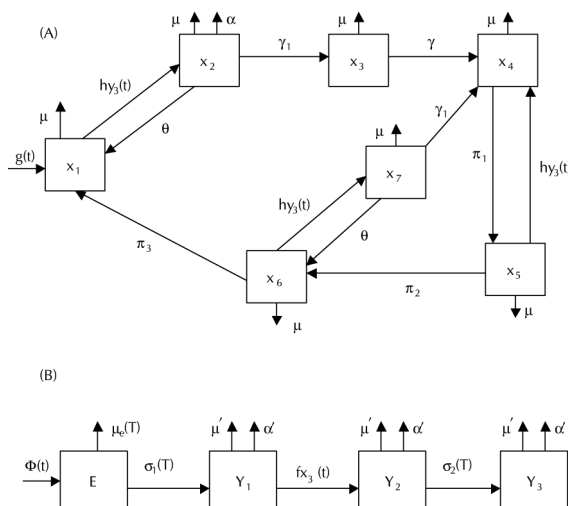 (A)
μ
α
μ
μ
x₂
γ₁
x₃
γ
x₄
hy₃(t)
μ
θ
μ
γ₁
g(t)
x₁
x₇
π₁
hy₃(t)
hy₃(t)
θ
π₃
x₆
π₂
x₅
μ
μ
(B)
μₑ(T)
μ′
α′
μ′
α′
μ′
α′
Φ(t)
E
σ₁(T)
Y₁
fx₃ (t)
Y₂
σ₂(T)
Y₃